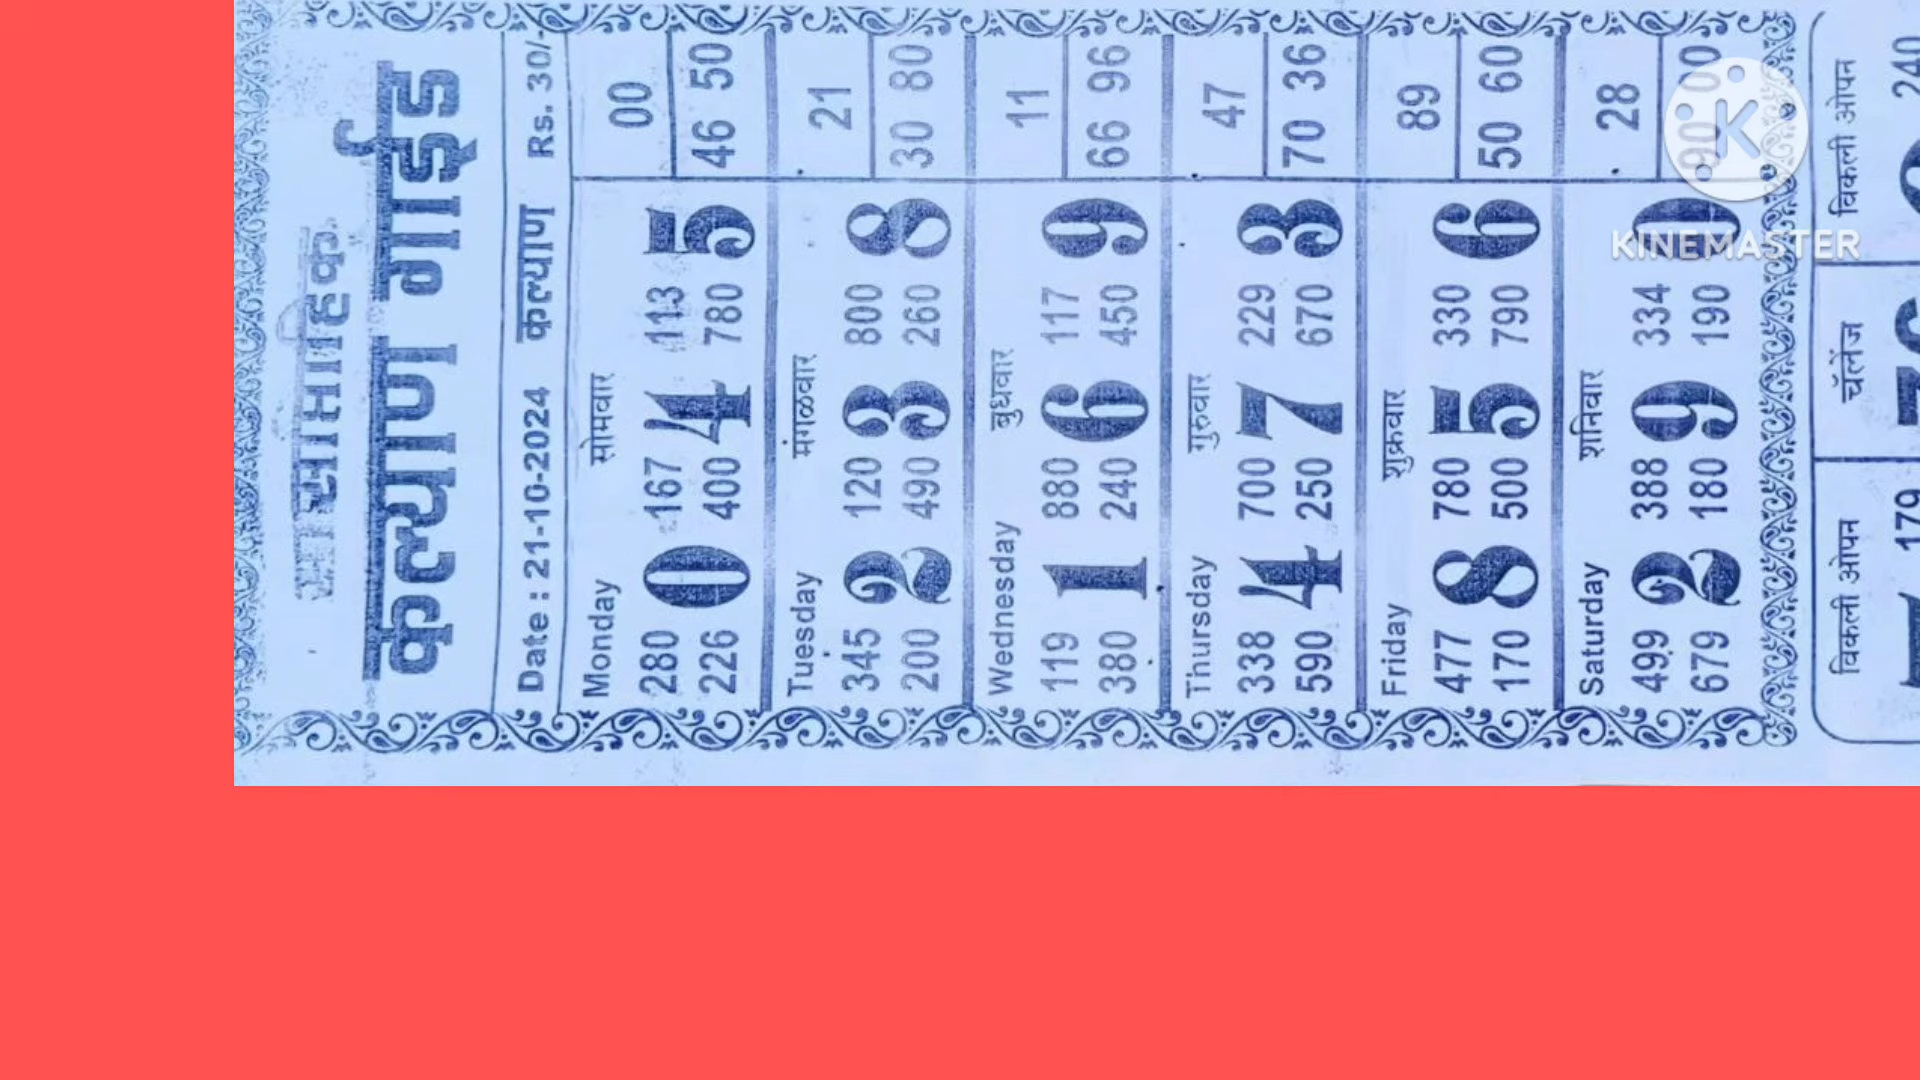 साप्ताहिक
कल्याण गाईड
Date : 21-10-2024 कल्याण Rs. 30/-
Monday सोमवार 00
280 0 167 4 113 5 46 50
226 400 780
Tuesday मंगळवार 21
345 2 120 3 800 8 30 80
200 2 490 3 260
Wednesday बुधवार 11
119 1 880 6 117 9 66 96
380 240 450
Thursday गुरुवार 47
338 4 700 7 229 3 70 36
590 250 670
Friday शुक्रवार 89
477 8 780 5 330 6 50 60
170 500 790
Saturday शनिवार 28
499 2 388 9 334 0
679 180 190
विकली ओपन चॅलेंज विकली ओपन
179 240
KINEMASTER